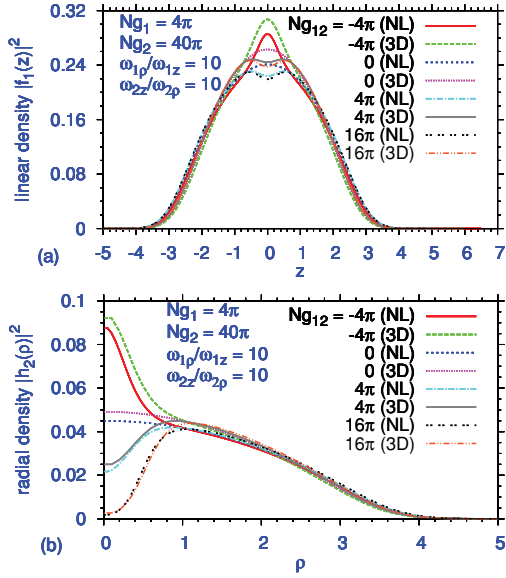 linear density |f₁(z)|²
0.32
0.24
0.16
0.08
0
Ng₁ = 4π
Ng₂ = 40π
ω₁ρ/ω₁z = 10
ω₂z/ω₂ρ = 10
Ng₁₂ = -4π (NL)
-4π (3D)
0 (NL)
0 (3D)
4π (NL)
4π (3D)
16π (NL)
16π (3D)
-5 -4 -3 -2 -1 0 1 2 3 4 5 6 7
(a)
z
radial density |h₂(ρ)|²
0.1
0.08
0.06
0.04
0.02
0
Ng₁ = 4π
Ng₂ = 40π
ω₁ρ/ω₁z = 10
ω₂z/ω₂ρ = 10
Ng₁₂ = -4π (NL)
-4π (3D)
0 (NL)
0 (3D)
4π (NL)
4π (3D)
16π (NL)
16π (3D)
0 1 2 3 4 5
(b)
ρ